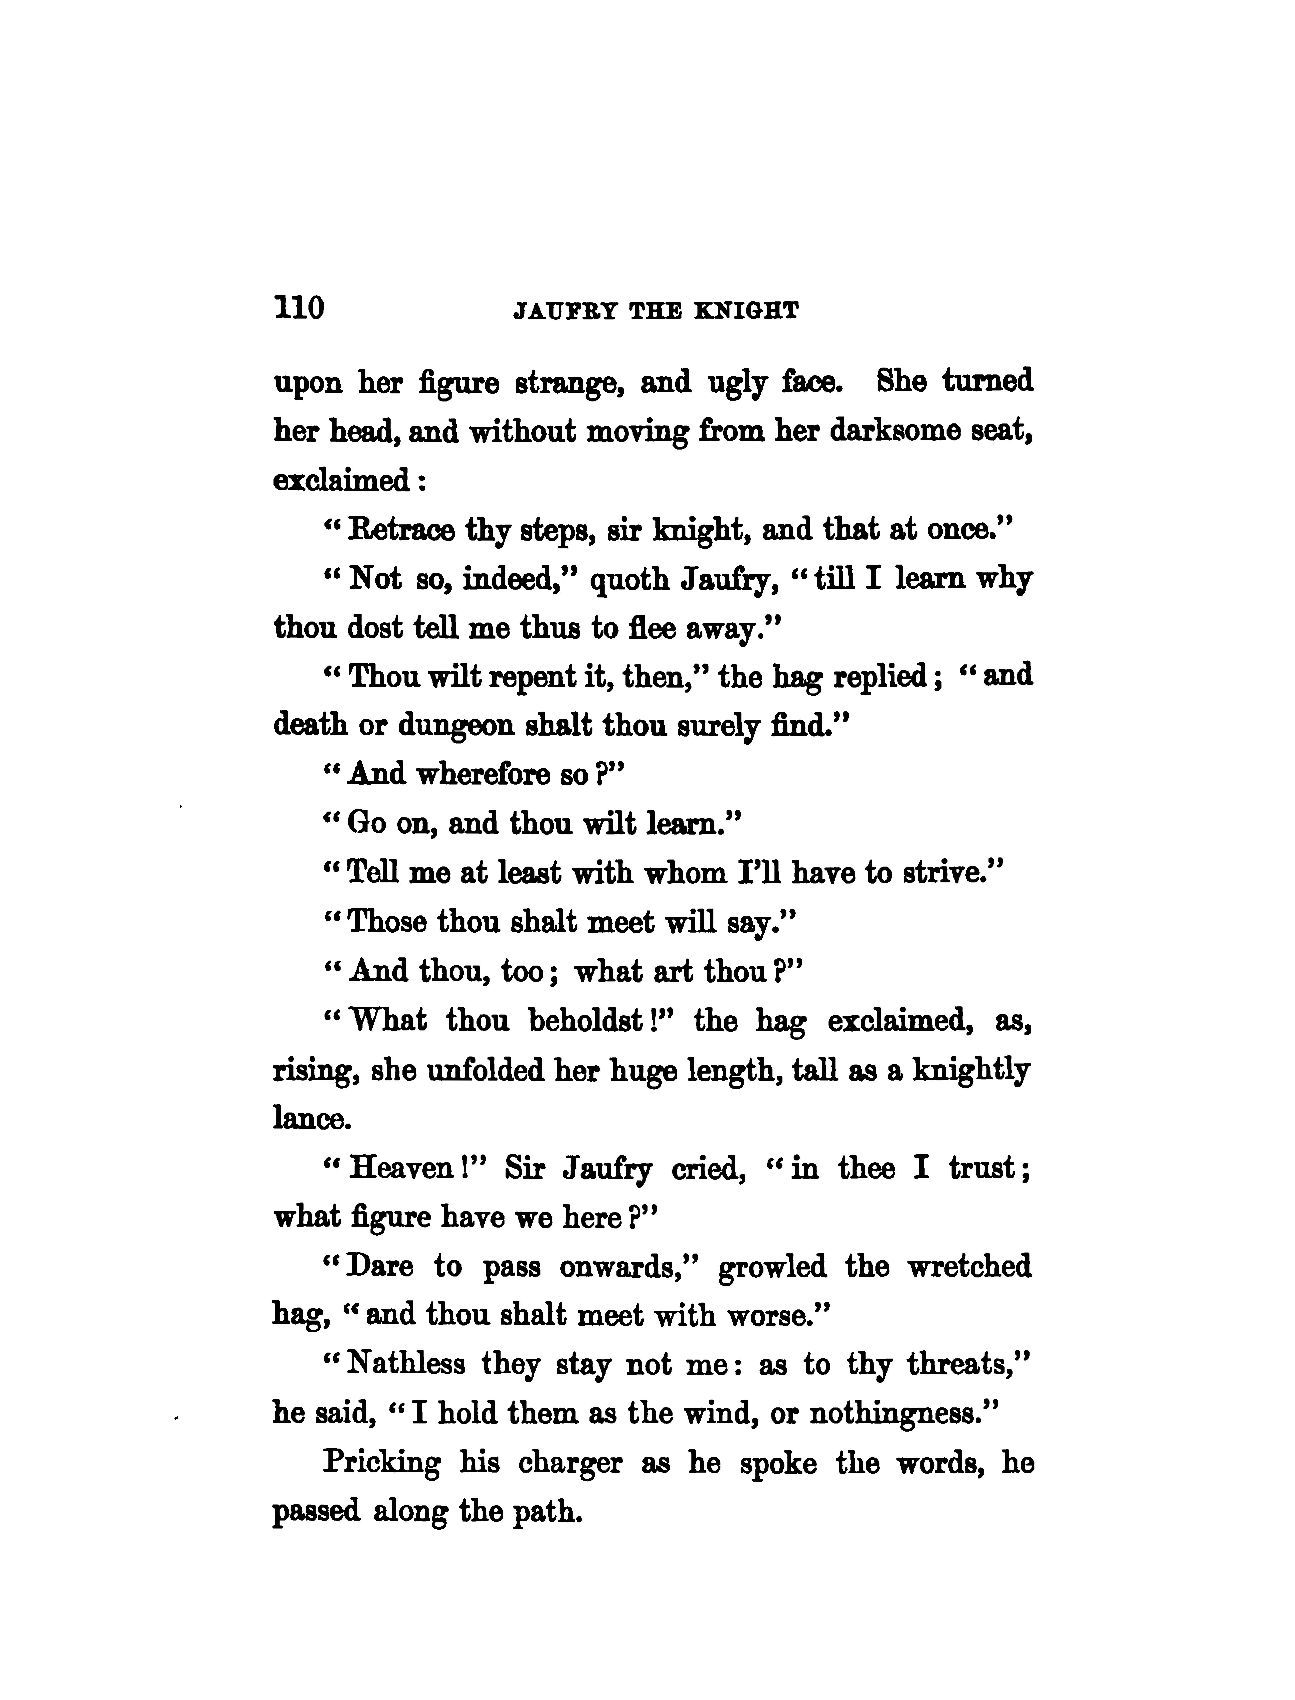 110 JAUFRY THE KNIGHT
upon her figure strange, and ugly face. She turned
her head, and without moving from her darksome seat,
exclaimed :
“ Retrace thy steps, sir knight, and that at once.”
“ Not so, indeed,” quoth Jaufry, “ till I learn why
thou dost tell me thus to flee away.”
“ Thou wilt repent it, then,” the hag replied ; “ and
death or dungeon shalt thou surely find.”
“ And wherefore so ?”
“ Go on, and thou wilt learn.”
“ Tell me at least with whom I’ll have to strive.”
“ Those thou shalt meet will say.”
“ And thou, too ; what art thou ?”
“ What thou beholdst !” the hag exclaimed, as,
rising, she unfolded her huge length, tall as a knightly
lance.
“ Heaven !” Sir Jaufry cried, “ in thee I trust ;
what figure have we here ?”
“ Dare to pass onwards,” growled the wretched
hag, “ and thou shalt meet with worse.”
“ Nathless they stay not me : as to thy threats,”
he said, “ I hold them as the wind, or nothingness.”
Pricking his charger as he spoke the words, he
passed along the path.